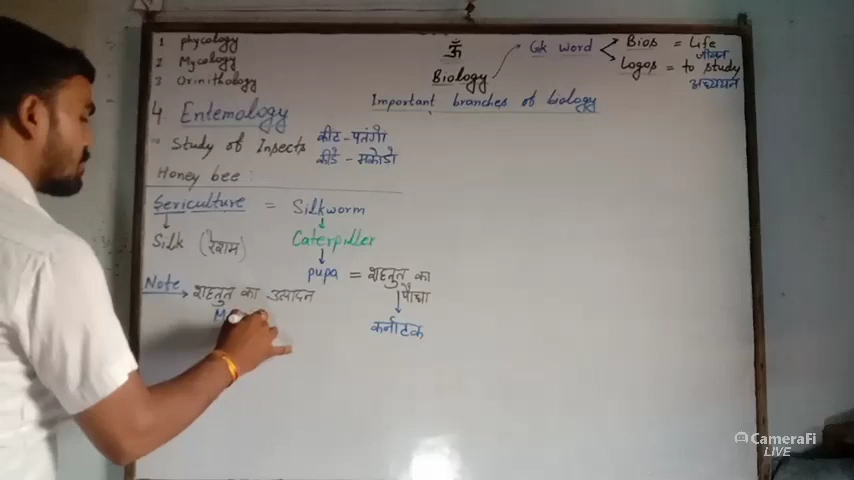 ॐ
1 phycology
2 Mycology
3 Orinithology
Biology
Gk word
Bios = Life
जीवन
Logos = to study
अध्ययन
Important branches of biology
4 Entemology
Study of Insects कीट-पतंगो
कीडे - मकोडो
Honey bee :
Sericulture = Silkworm
Silk (रेशम) Caterpiller
pupa = शहतुत का
पौधा
कर्नाटक
Note शहतुत का उत्पादन
M
CameraFi
LIVE